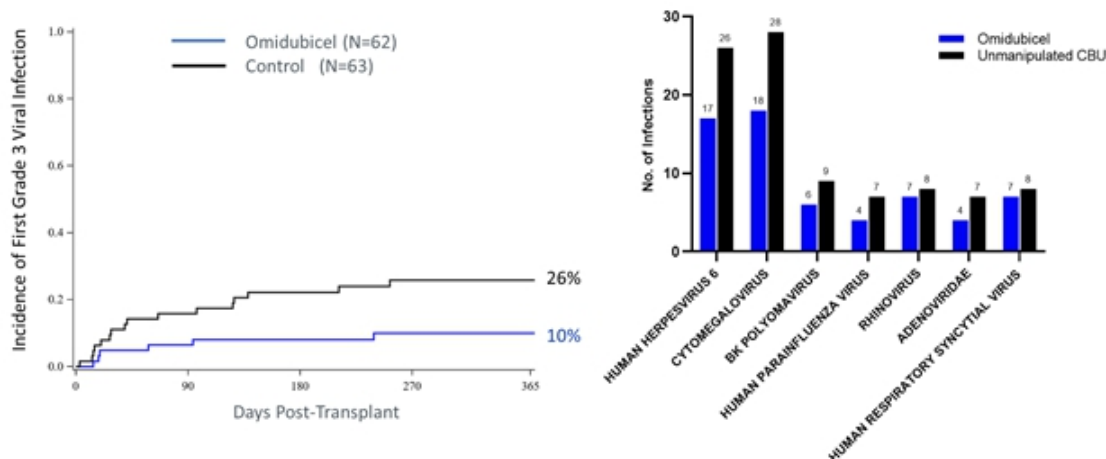 Incidence of First Grade 3 Viral Infection
1.0
0.8
0.6
0.4
0.2
0.0
Omidubicel (N=62)
Control (N=63)
26%
10%
0
90
180
270
365
Days Post-Transplant
No. of Infections
30
20
10
0
Omidubicel
Unmanipulated CBU
17
26
18
28
6
9
4
7
7
8
4
7
7
8
HUMAN HERPESVIRUS 6
CYTOMEGALOVIRUS
BK POLYOMAVIRUS
HUMAN PARAINFLUENZA VIRUS
RHINOVIRUS
ADENOVIRIDAE
HUMAN RESPIRATORY SYNCYTIAL VIRUS